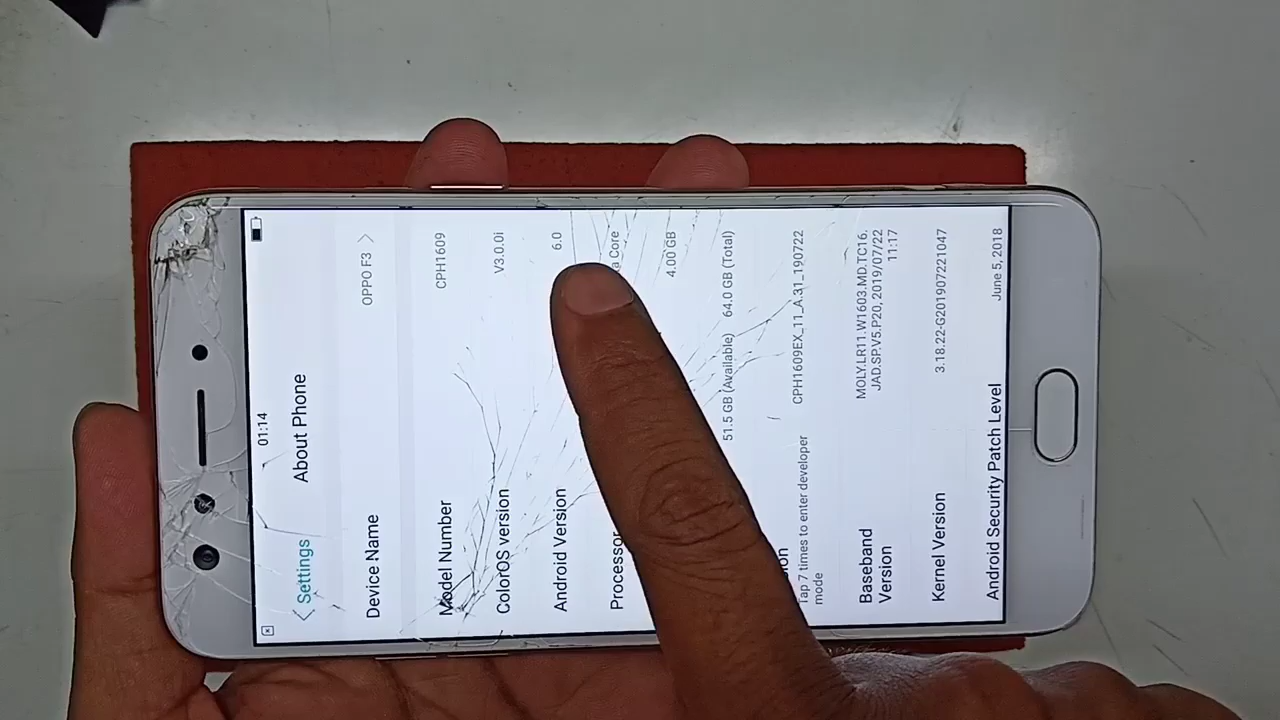 01:14
Settings About Phone
Device Name OPPO F3
Model Number CPH1609
ColorOS version V3.0.0i
Android Version 6.0
Processor Core
4.00 GB
51.5 GB (Available) 64.0 GB (Total)
CPH1609EX_11_A.31_190722
Tap 7 times to enter developer
mode
Baseband MOLY.LR11.W1603.MD.TC16.
Version JAD.SP.V5.P20, 2019/07/22
11:17
Kernel Version 3.18.22-G201907221047
Android Security Patch Level June 5, 2018